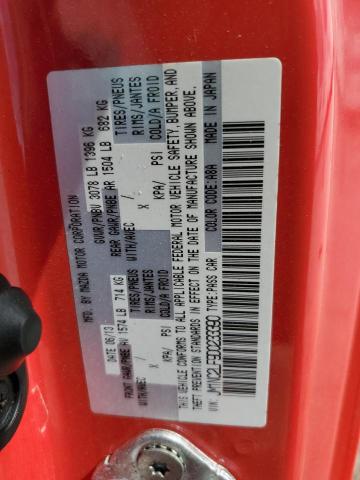 MFD. BY MAZDA MOTOR CORPORATION
DATE 06/13 GVWR/PNBV 3078 LB 1396 KG
FRONT GAWR/PNBE AV 1574 LB 714 KG REAR GAWR/PNBE AR 1504 LB 682 KG
WITH/AVEC TIRES/PNEUS WITH/AVEC TIRES/PNEUS
X RIMS/JANTES X RIMS/JANTES
KPA/ PSI COLD/A FROID KPA/ PSI COLD/A FROID
THIS VEHICLE CONFORMS TO ALL APPLICABLE FEDERAL MOTOR VEHICLE SAFETY, BUMPER, AND
THEFT PREVENTION STANDARDS IN EFFECT ON THE DATE OF MANUFACTURE SHOWN ABOVE.
TYPE:PASS CAR COLOR CODE:A8A MADE IN JAPAN